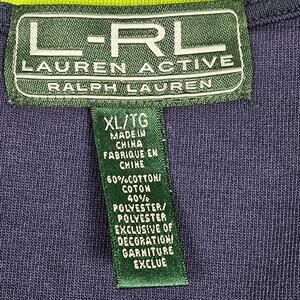 L-RL
LAUREN ACTIVE
RALPH LAUREN
XL/TG
MADE IN
CHINA
FABRIQUE EN
CHINE
60% COTTON/
COTON
40%
POLYESTER/
POLYESTER
EXCLUSIVE OF
DECORATION/
GARNITURE
EXCLUE